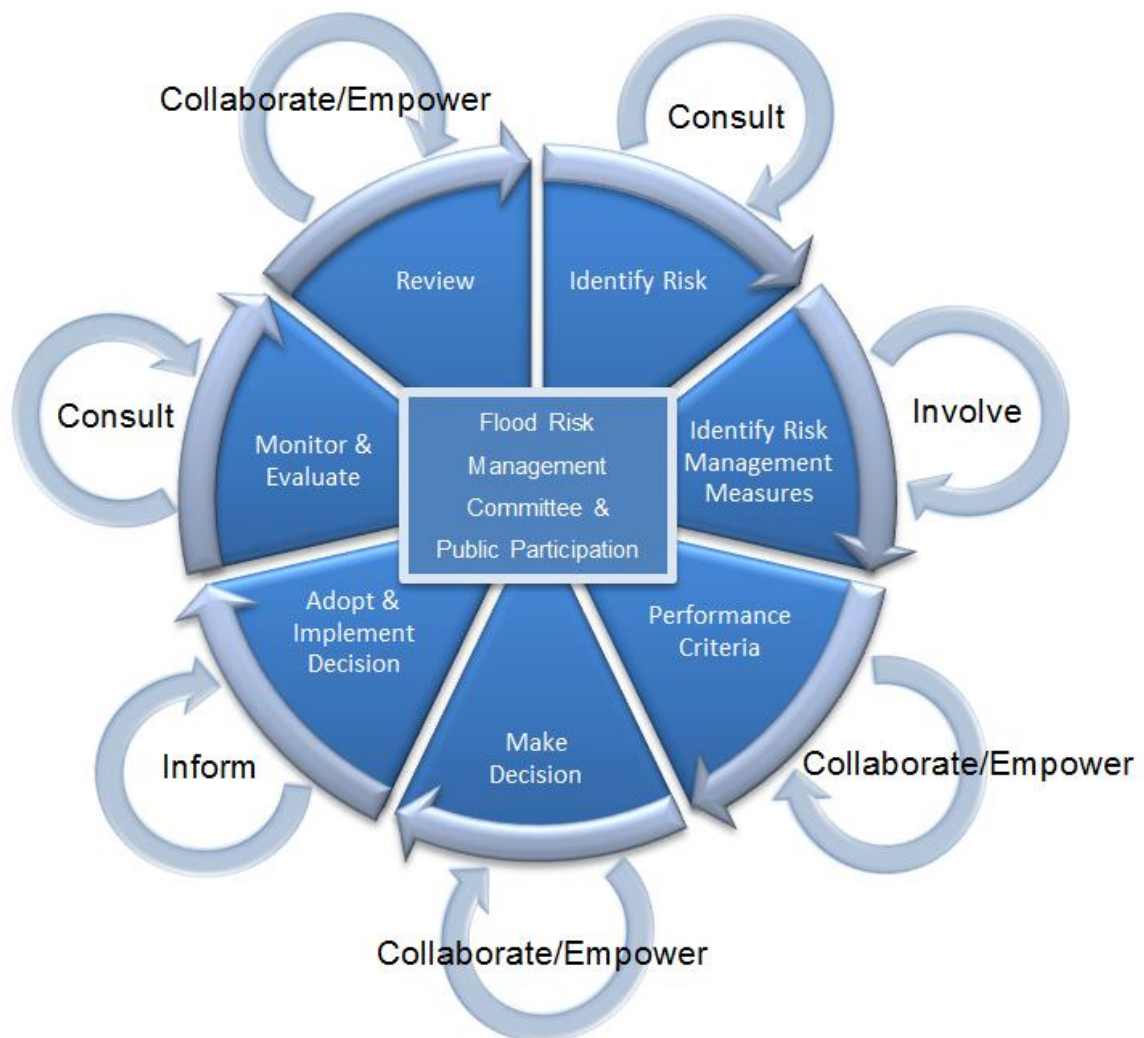 Collaborate/Empower
Consult
Review
Identify Risk
Involve
Identify Risk
Management
Measures
Flood Risk
Management
Committee &
Public Participation
Consult
Monitor &
Evaluate
Performance
Criteria
Adopt &
Implement
Decision
Make
Decision
Inform
Collaborate/Empower
Collaborate/Empower